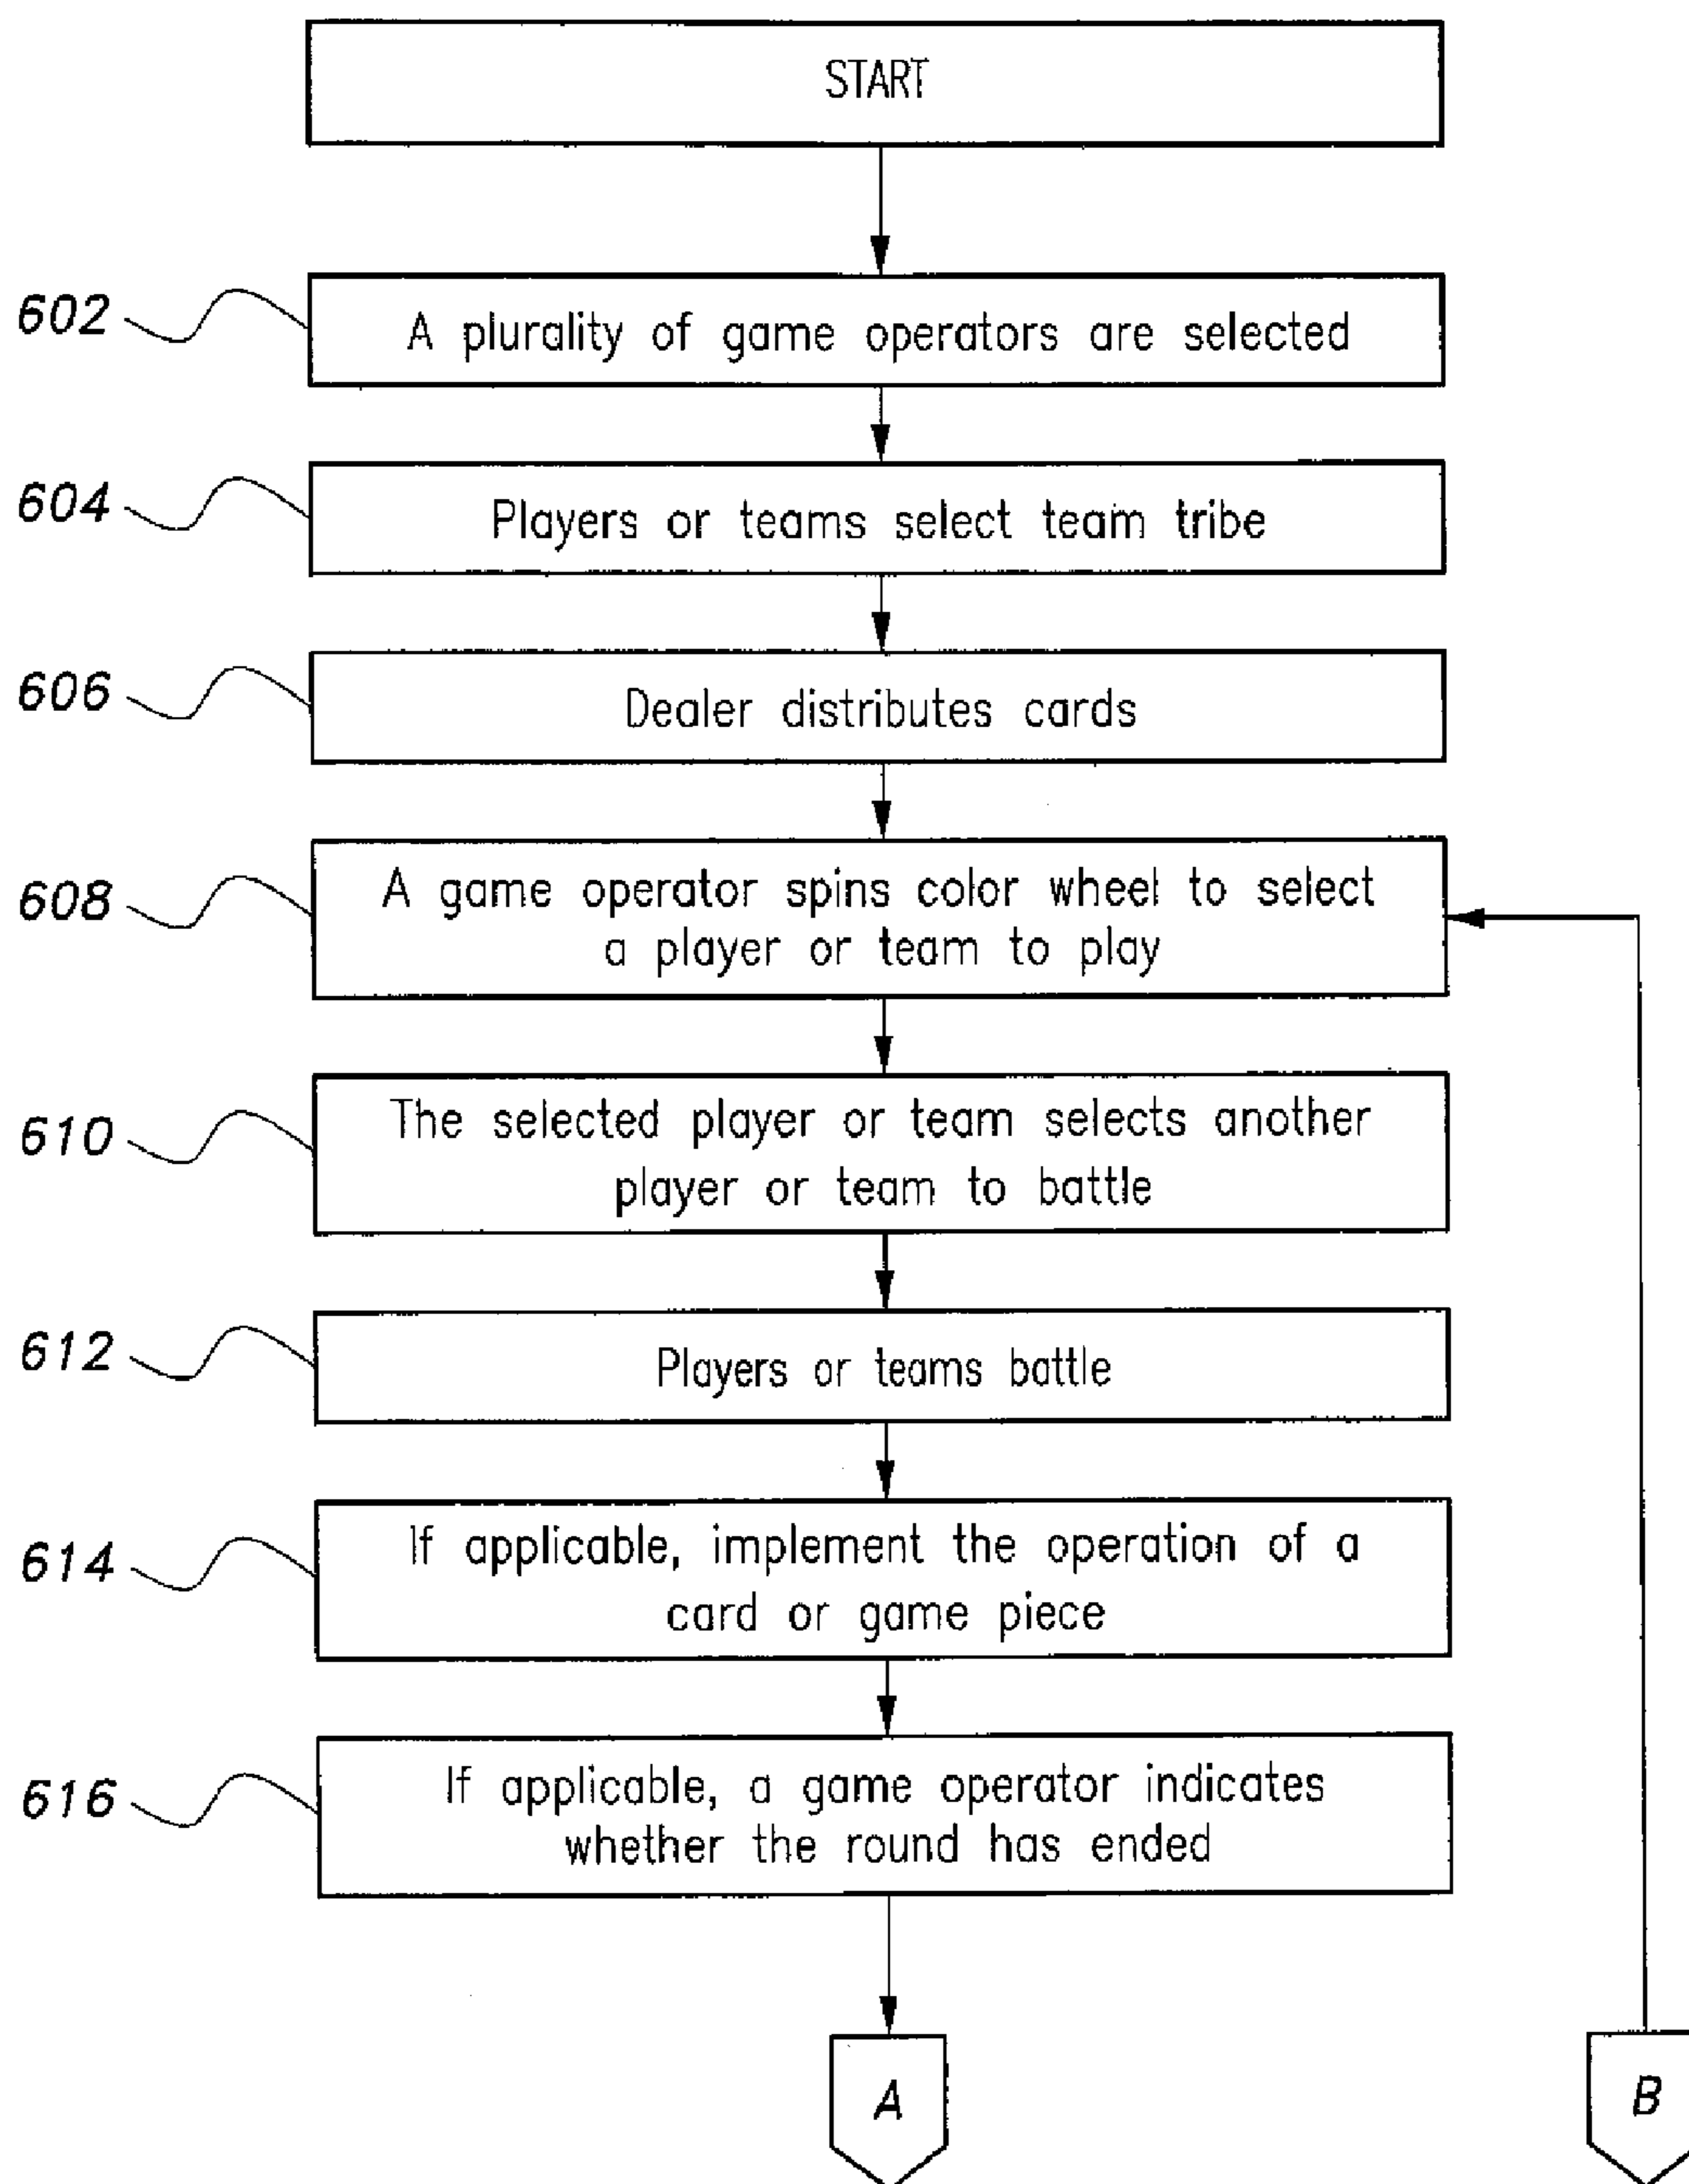 START
602
A plurality of game operators are selected
604
Players or teams select team tribe
606
Dealer distributes cards
608
A game operator spins color wheel to select
a player or team to play
610
The selected player or team selects another
player or team to battle
612
Players or teams battle
614
If applicable, implement the operation of a
card or game piece
616
If applicable, a game operator indicates
whether the round has ended
A
B